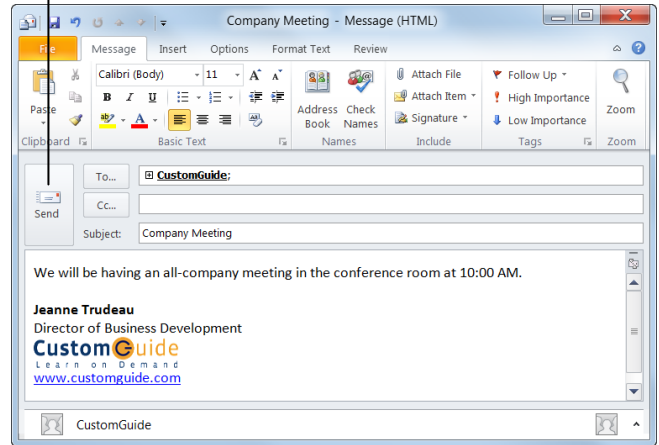 Company Meeting - Message (HTML)
File Message Insert Options Format Text Review
Paste
Calibri (Body) 11 A A
B I U
ab A
Address Book
Check Names
Attach File
Attach Item
Signature
Follow Up
High Importance
Low Importance
Zoom
Clipboard Basic Text Names Include Tags Zoom
Send
To... CustomGuide;
Cc...
Subject: Company Meeting
We will be having an all-company meeting in the conference room at 10:00 AM.
Jeanne Trudeau
Director of Business Development
CustomGuide
Learn on Demand
www.customguide.com
CustomGuide